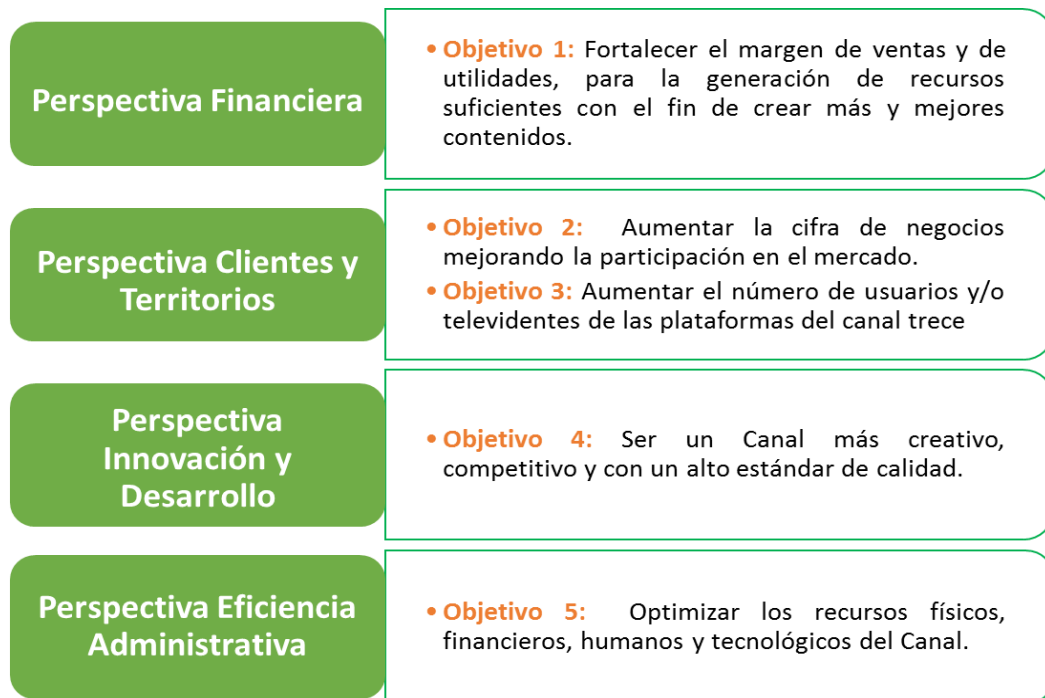 Perspectiva Financiera
• Objetivo 1: Fortalecer el margen de ventas y de
utilidades, para la generación de recursos
suficientes con el fin de crear más y mejores
contenidos.
Perspectiva Clientes y
Territorios
• Objetivo 2: Aumentar la cifra de negocios
mejorando la participación en el mercado.
• Objetivo 3: Aumentar el número de usuarios y/o
televidentes de las plataformas del canal trece
Perspectiva
Innovación y
Desarrollo
• Objetivo 4: Ser un Canal más creativo,
competitivo y con un alto estándar de calidad.
Perspectiva Eficiencia
Administrativa
• Objetivo 5: Optimizar los recursos físicos,
financieros, humanos y tecnológicos del Canal.